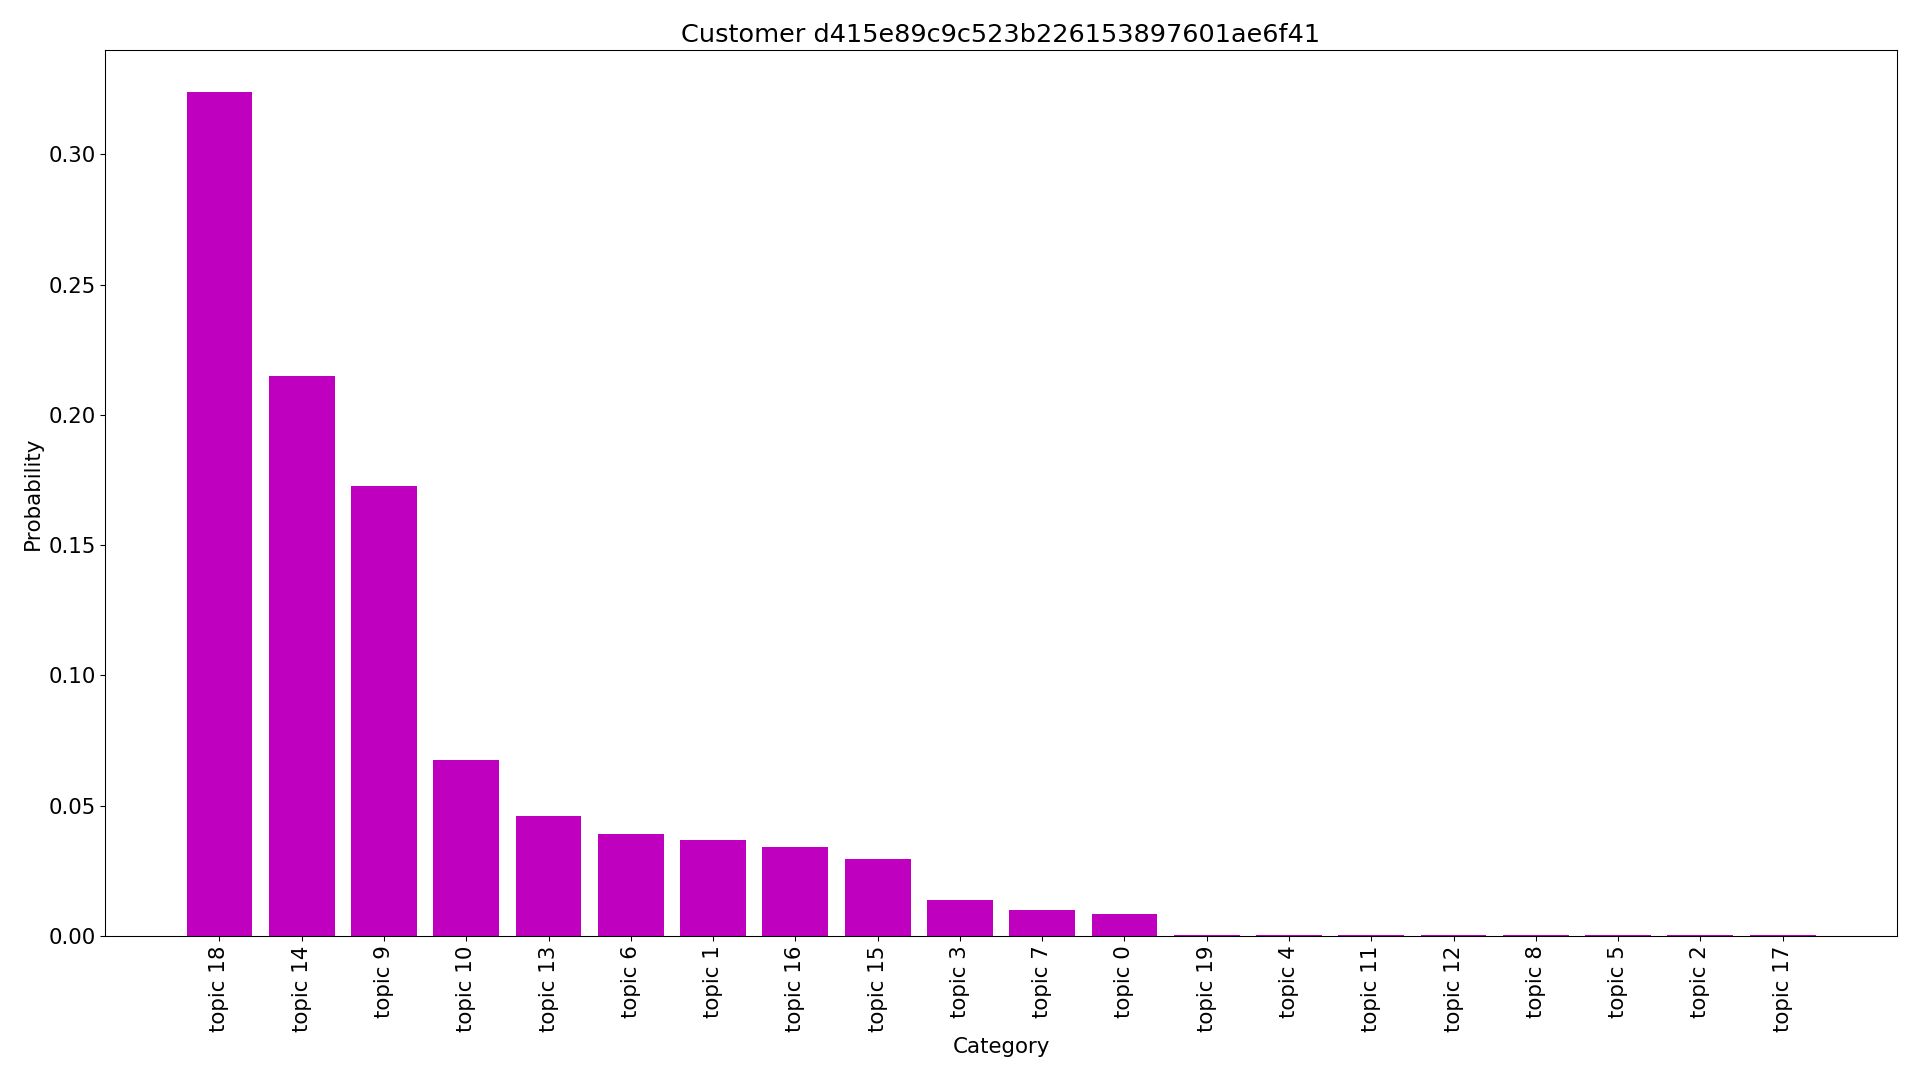 Customer d415e89c9c523b226153897601ae6f41
Probability
0.30
0.25
0.20
0.15
0.10
0.05
0.00
topic 18
topic 14
topic 9
topic 10
topic 13
topic 6
topic 1
topic 16
topic 15
topic 3
topic 7
topic 0
topic 19
topic 4
topic 11
topic 12
topic 8
topic 5
topic 2
topic 17
Category